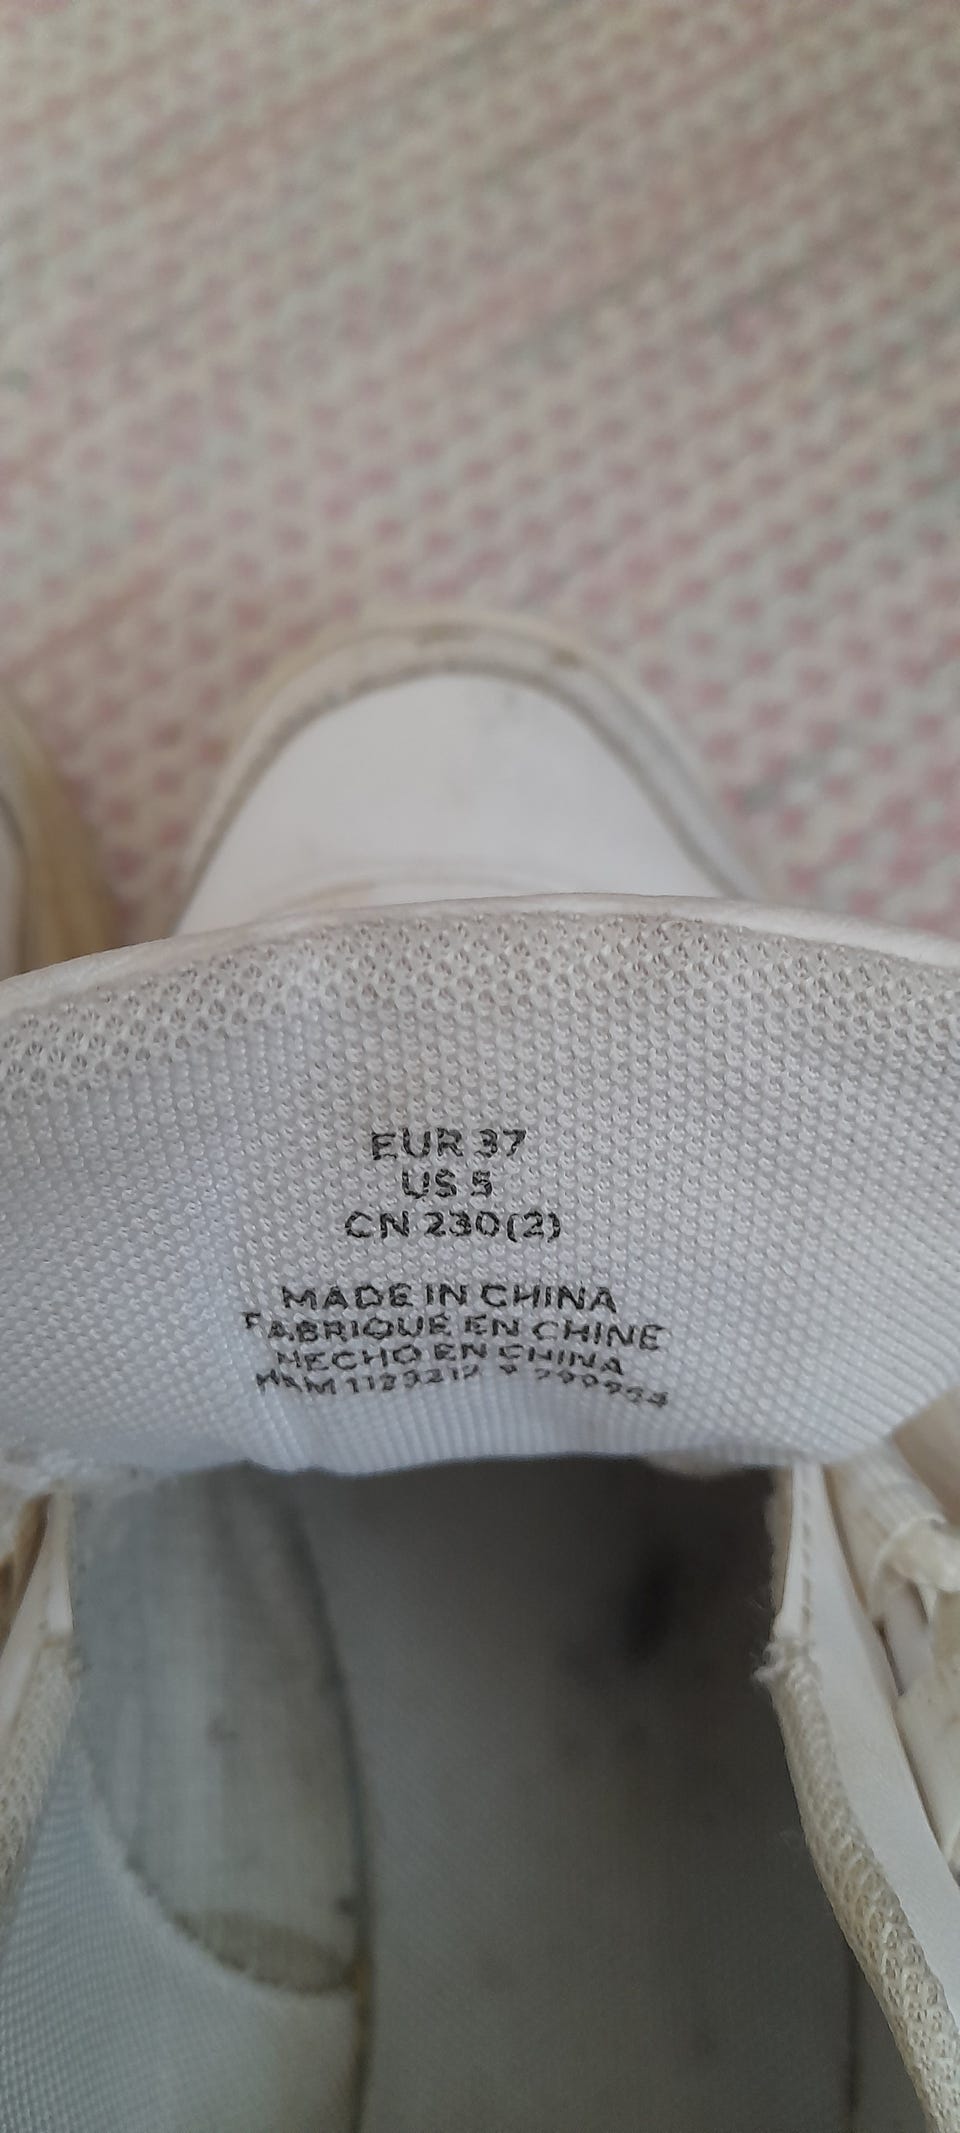 EUR 37
US 5
CN 230(2)
MADE IN CHINA
FABRIQUE EN CHINE
HECHO EN CHINA